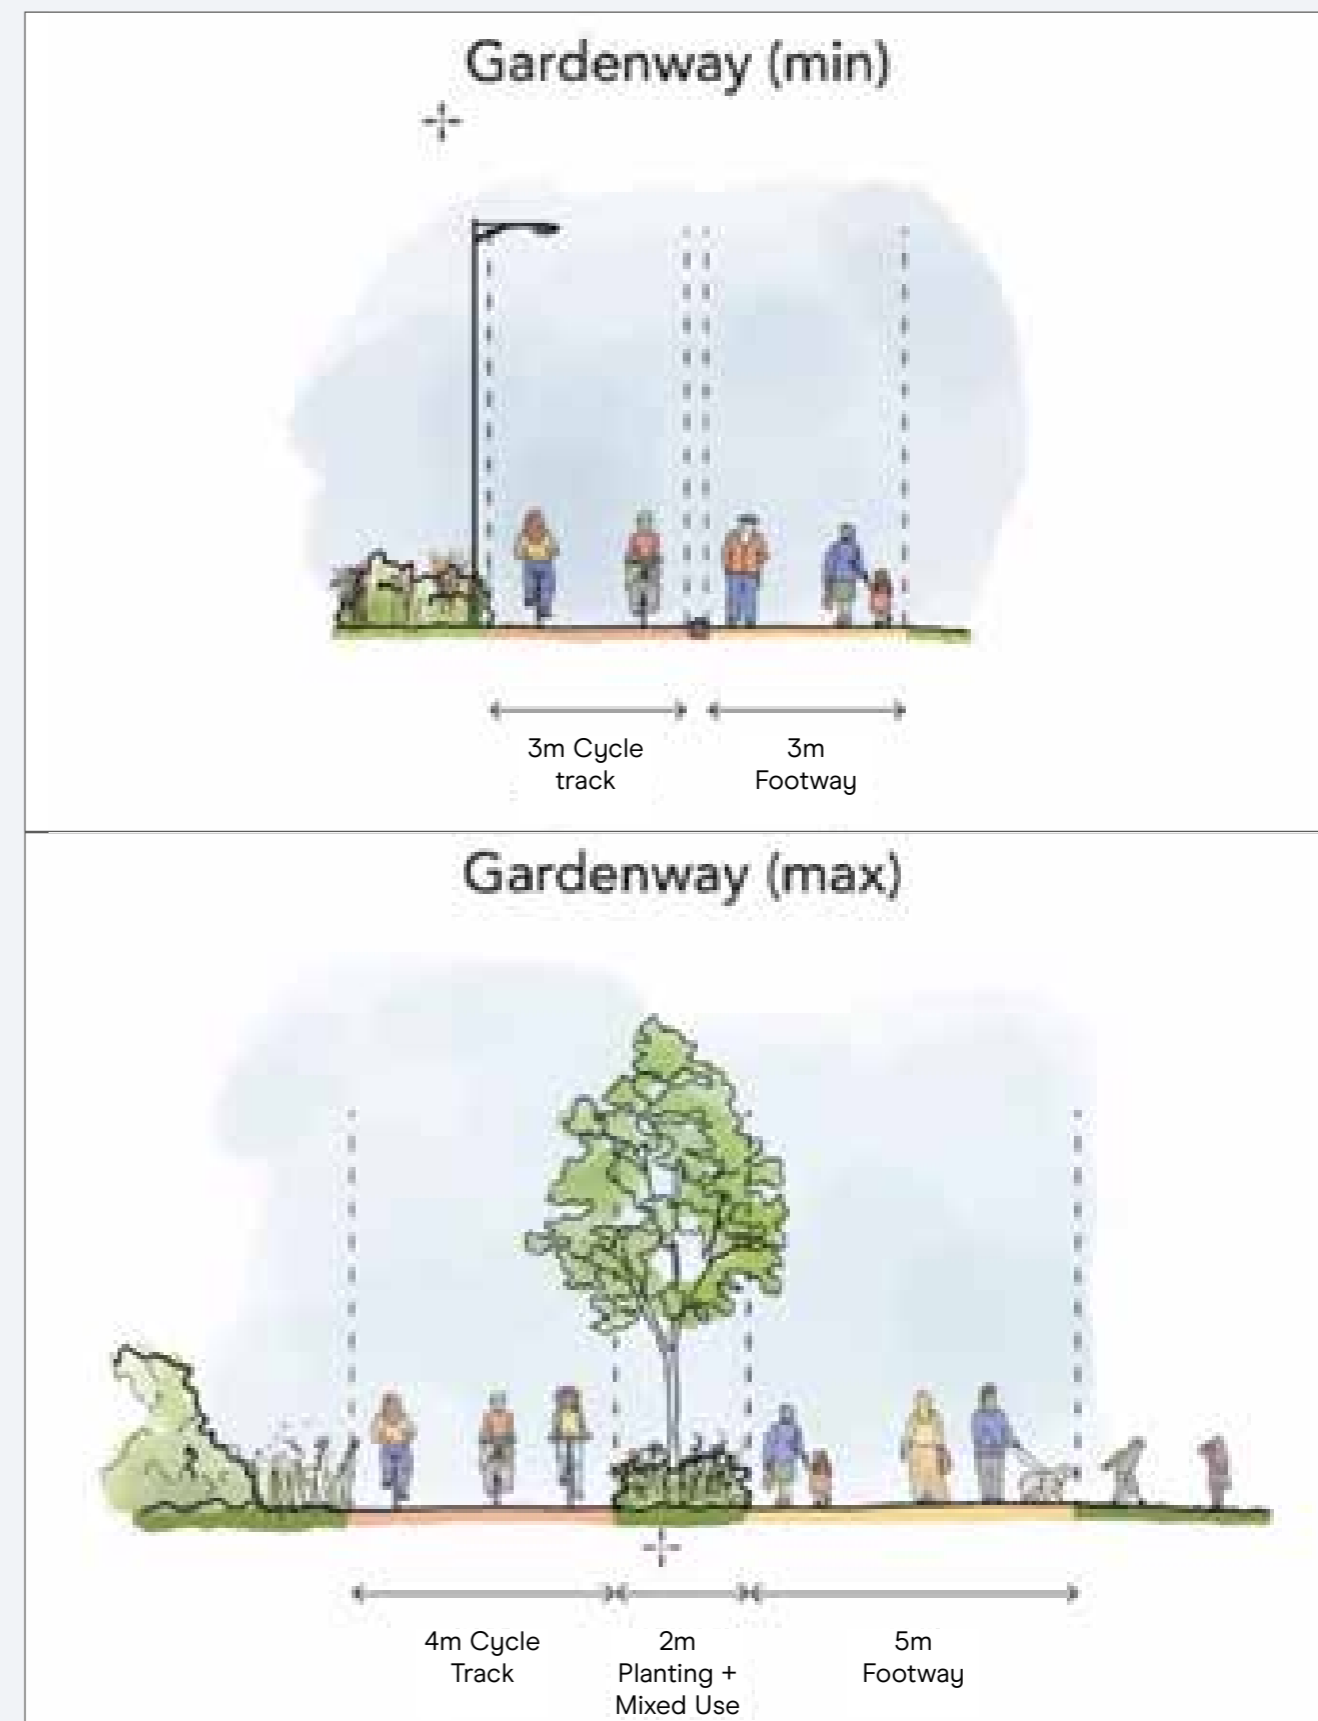 Gardenway (min)
3m Cycle
track
3m
Footway
Gardenway (max)
4m Cycle
Track
2m
Planting +
Mixed Use
5m
Footway